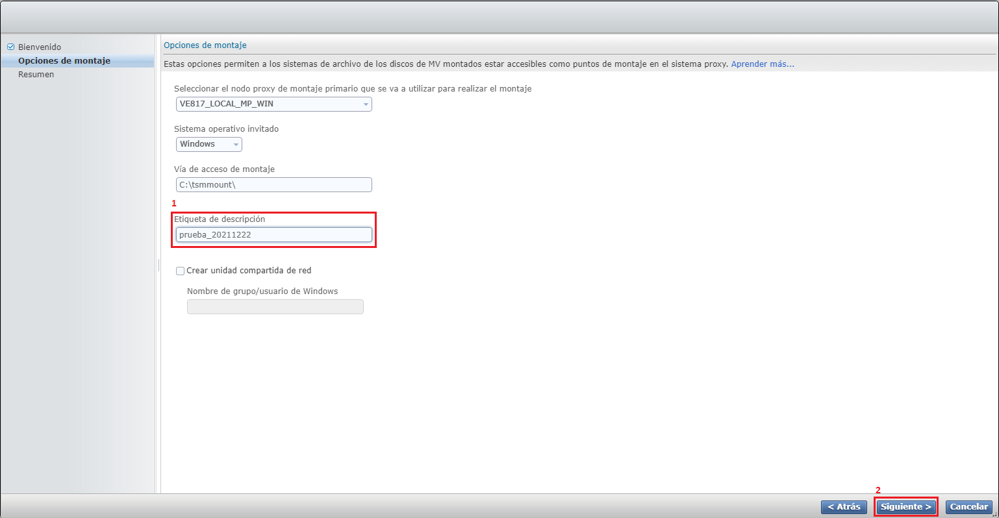 Bienvenido
Opciones de montaje
Resumen
Opciones de montaje
Estas opciones permiten a los sistemas de archivo de los discos de MV montados estar accesibles como puntos de montaje en el sistema proxy. Aprender más...
Seleccionar el nodo proxy de montaje primario que se va a utilizar para realizar el montaje
VE817_LOCAL_MP_WIN
Sistema operativo invitado
Windows
Vía de acceso de montaje
C:\tsmmount\
1
Etiqueta de descripción
prueba_20211222
Crear unidad compartida de red
Nombre de grupo/usuario de Windows
2
< Atrás Siguiente > Cancelar